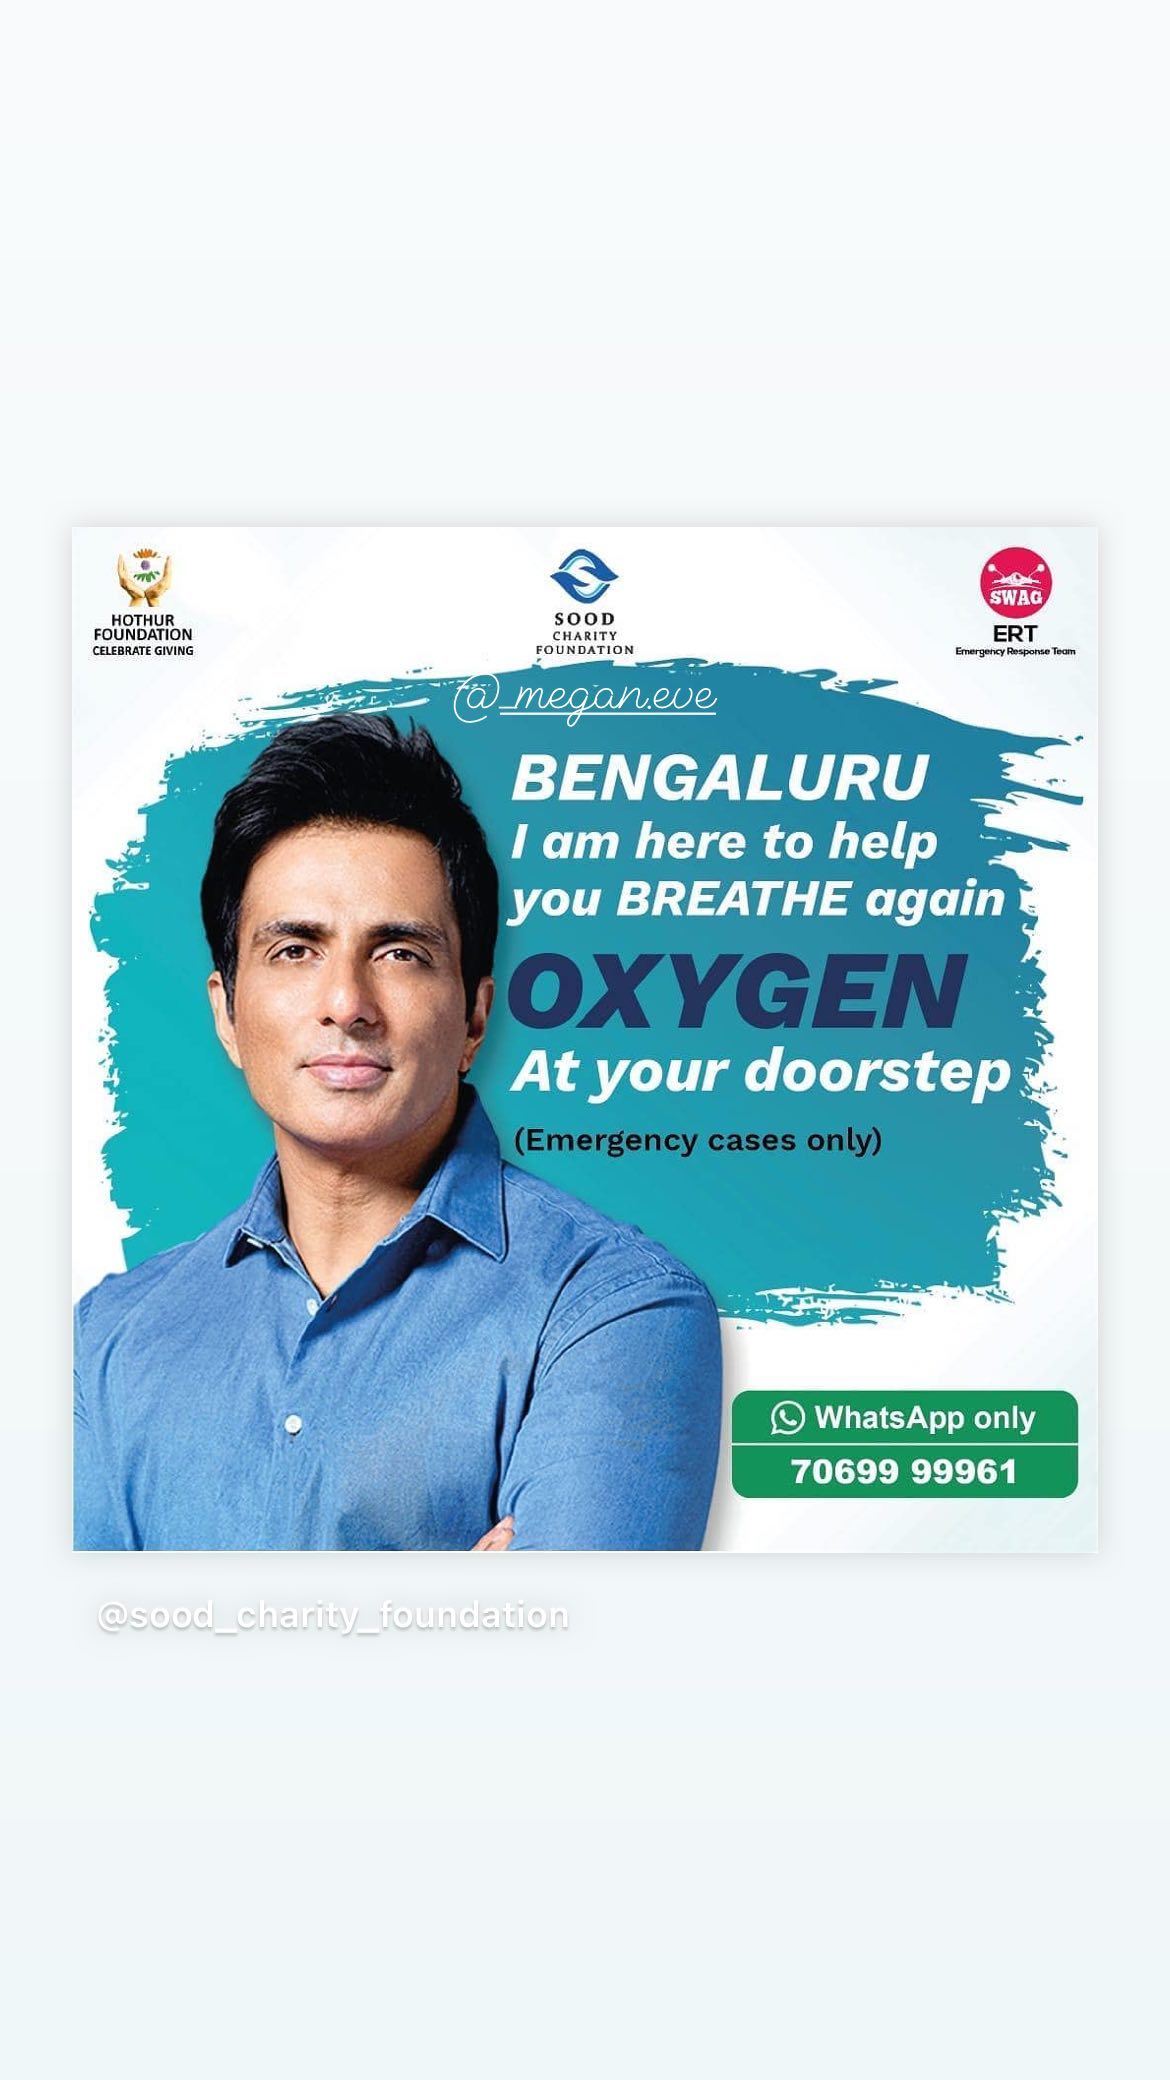 HOTHUR
FOUNDATION
CELEBRATE GIVING
SOOD
CHARITY
FOUNDATION
SWAG
ERT
Emergency Response Team
@_megan.eve
BENGALURU
I am here to help
you BREATHE again
OXYGEN
At your doorstep
(Emergency cases only)
WhatsApp only
70699 99961
@sood_charity_foundation